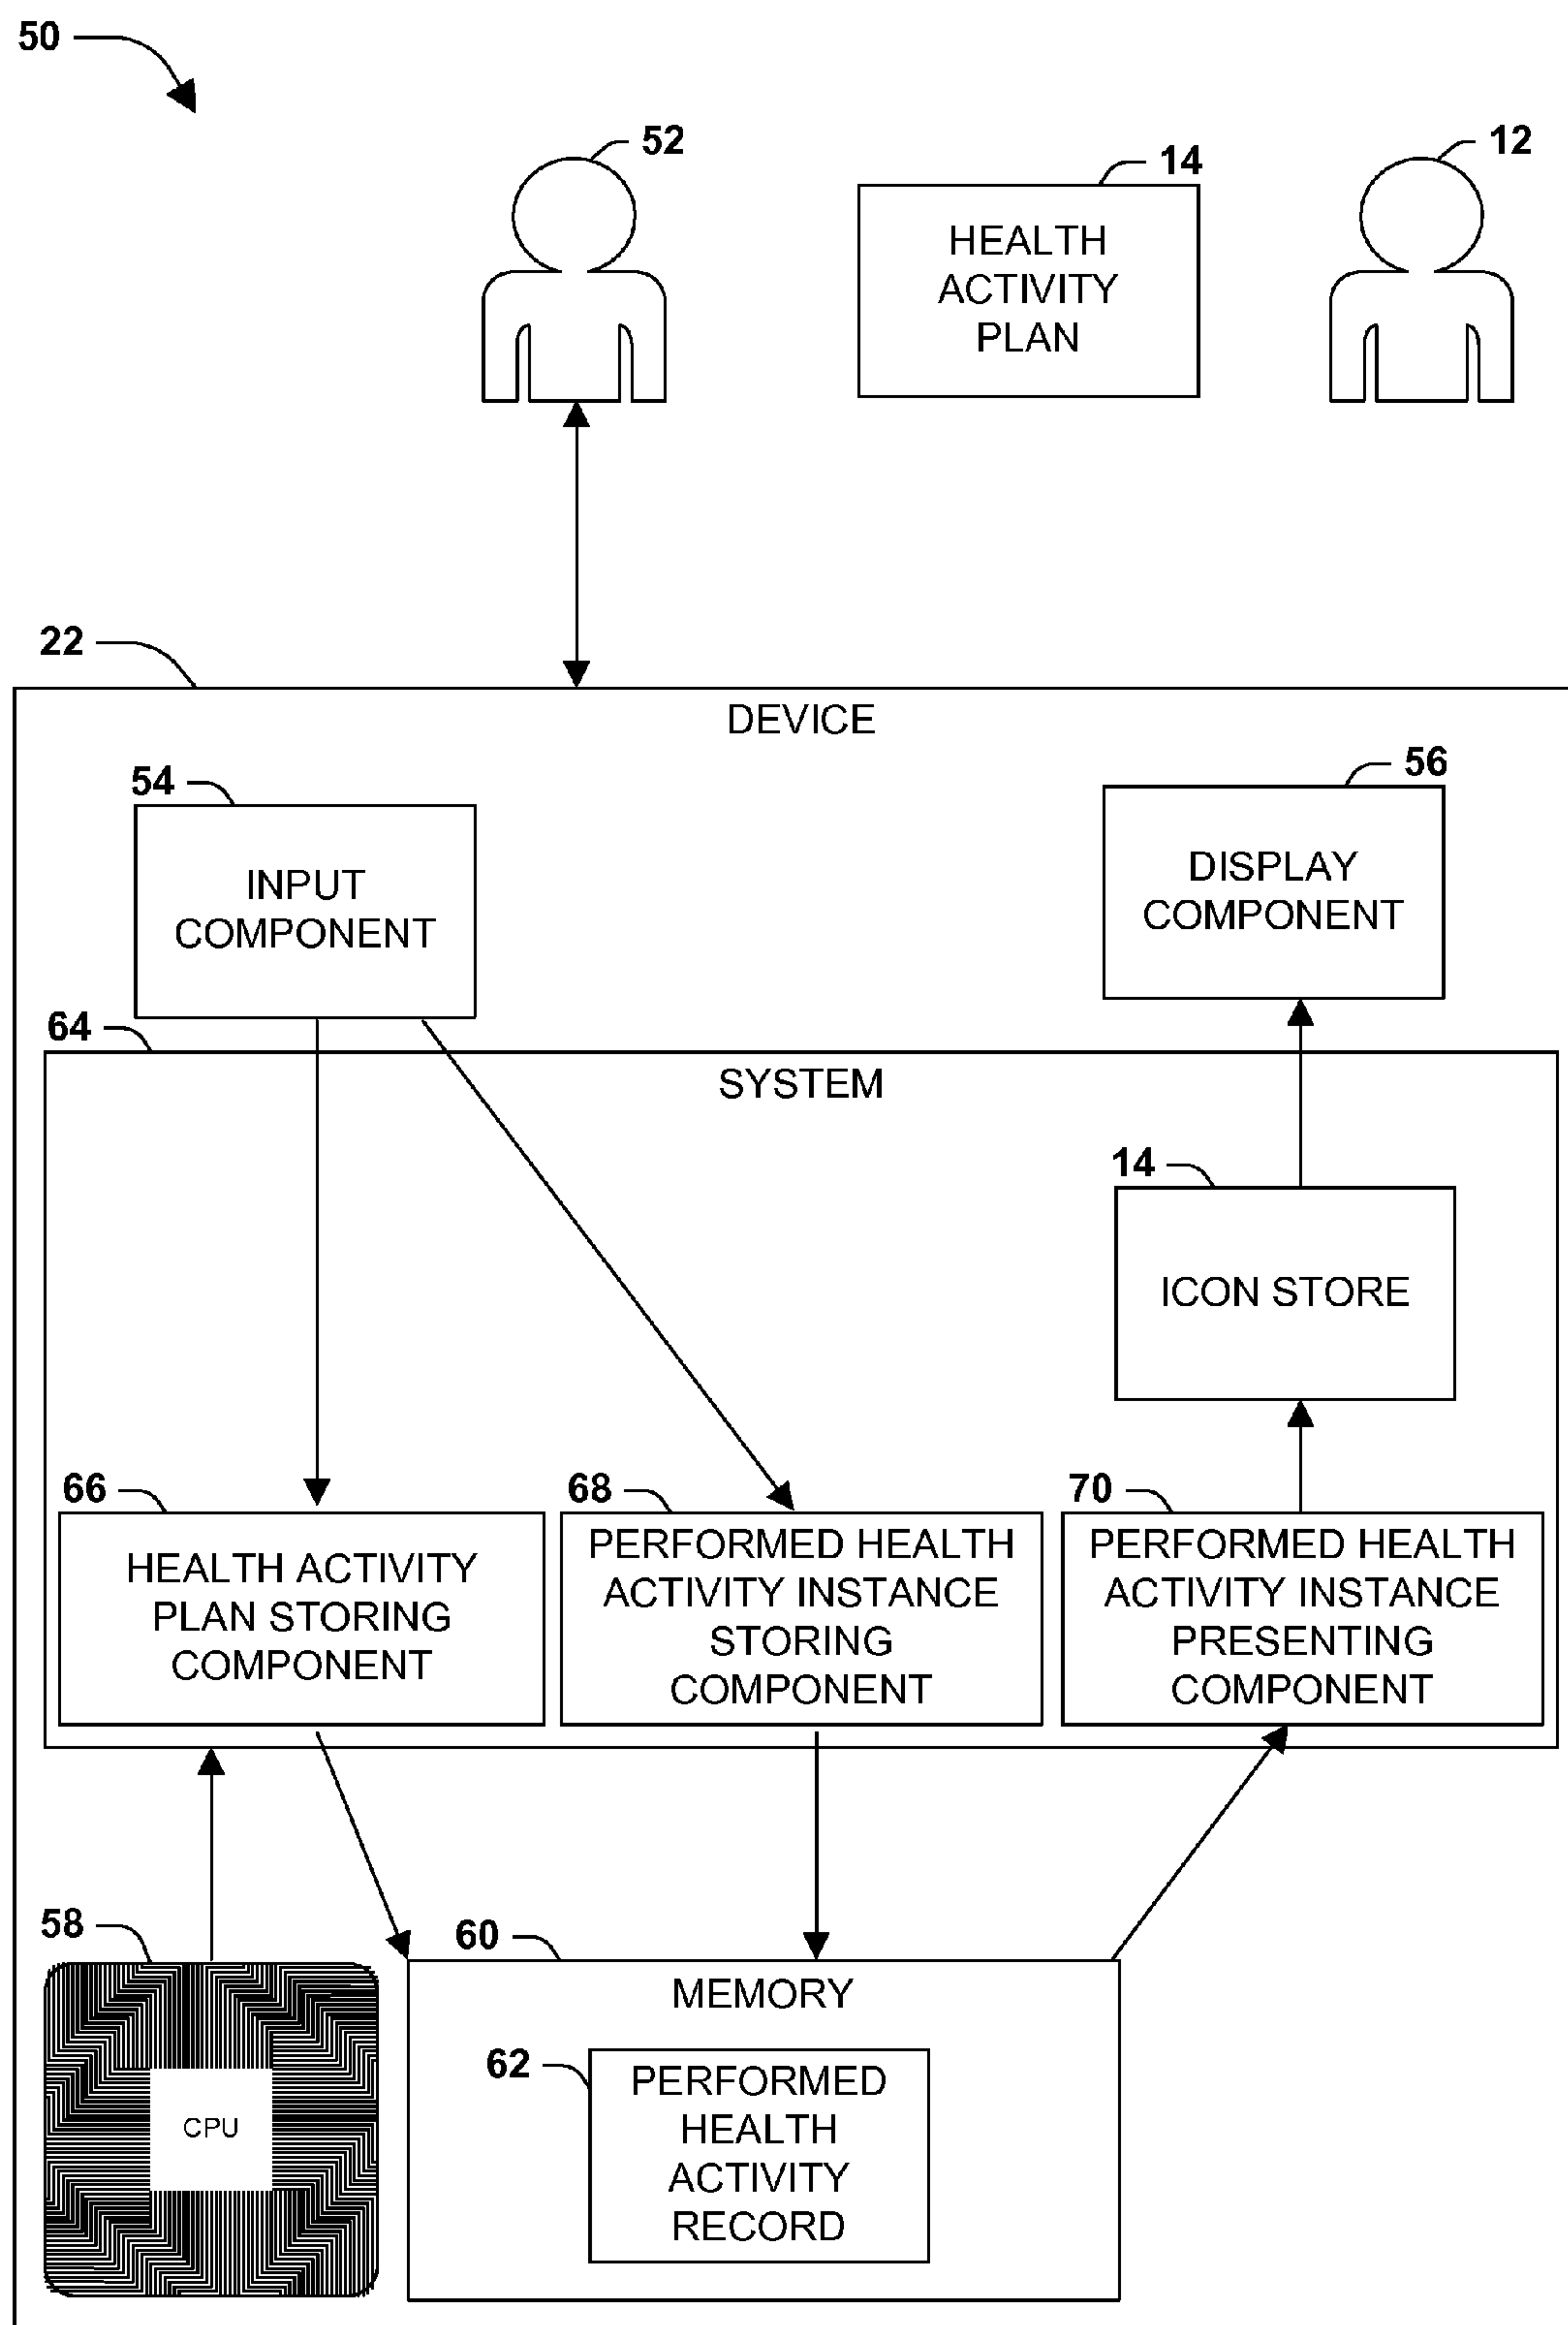 50
52
14
12
HEALTH
ACTIVITY
PLAN
22
DEVICE
54
INPUT
COMPONENT
56
DISPLAY
COMPONENT
64
SYSTEM
14
ICON STORE
66
HEALTH ACTIVITY
PLAN STORING
COMPONENT
68
PERFORMED HEALTH
ACTIVITY INSTANCE
STORING
COMPONENT
70
PERFORMED HEALTH
ACTIVITY INSTANCE
PRESENTING
COMPONENT
58
CPU
60
MEMORY
62
PERFORMED
HEALTH
ACTIVITY
RECORD